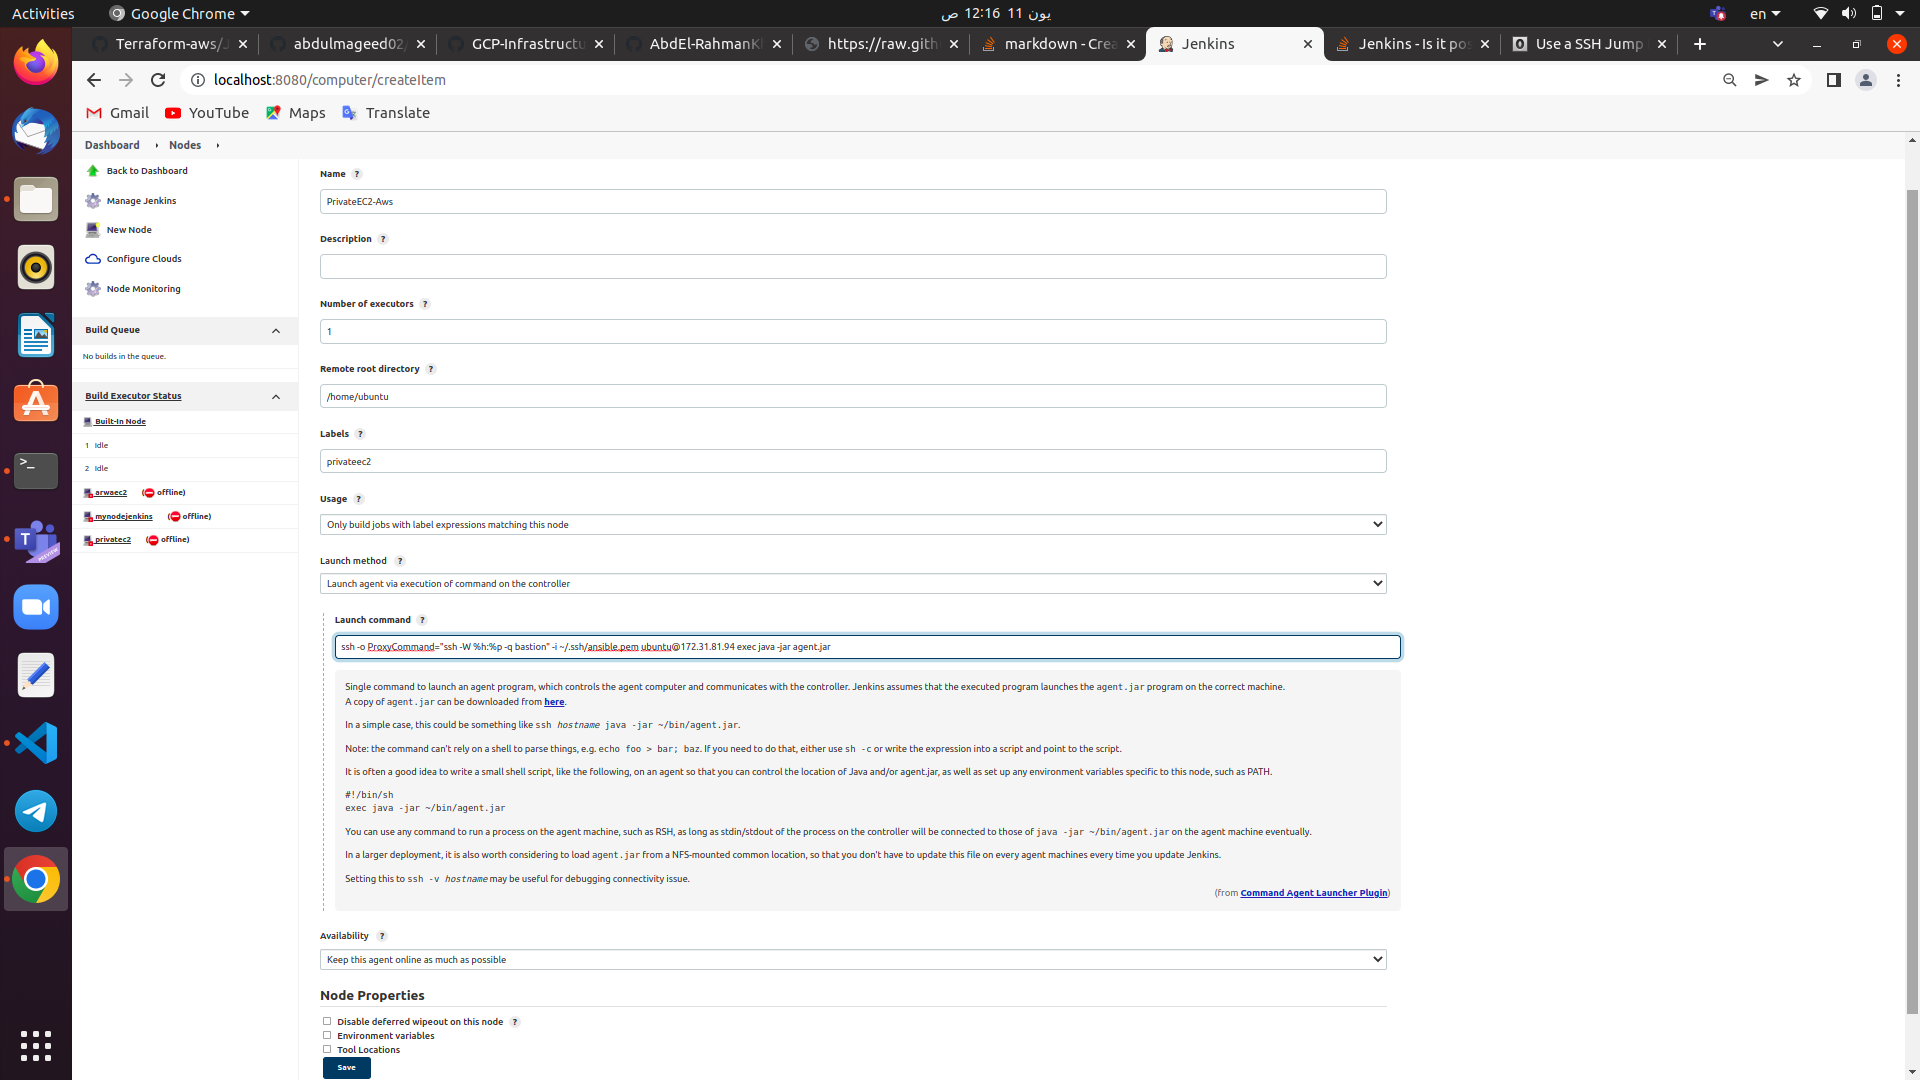 Activities
Google Chrome
يون 11 12:16 ص
en
Terraform-aws/J
abdulmageed02/
GCP-Infrastructu
AbdEl-RahmanK
https://raw.gith
markdown - Crea
Jenkins
Jenkins - Is it pos
Use a SSH Jump
localhost:8080/computer/createItem
Gmail
YouTube
Maps
Translate
Dashboard
Nodes
Back to Dashboard
Manage Jenkins
New Node
Configure Clouds
Node Monitoring
Build Queue
No builds in the queue.
Build Executor Status
Built-In Node
1 Idle
2 Idle
arwaec2 (offline)
mynodejenkins (offline)
privatec2 (offline)
Name ?
PrivateEC2-Aws
Description ?
Number of executors ?
1
Remote root directory ?
/home/ubuntu
Labels ?
privateec2
Usage ?
Only build jobs with label expressions matching this node
Launch method ?
Launch agent via execution of command on the controller
Launch command ?
ssh -o ProxyCommand="ssh -W %h:%p -q bastion" -i ~/.ssh/ansible.pem ubuntu@172.31.81.94 exec java -jar agent.jar
Single command to launch an agent program, which controls the agent computer and communicates with the controller. Jenkins assumes that the executed program launches the agent.jar program on the correct machine.
A copy of agent.jar can be downloaded from here.
In a simple case, this could be something like ssh hostname java -jar ~/bin/agent.jar.
Note: the command can't rely on a shell to parse things, e.g. echo foo > bar; baz. If you need to do that, either use sh -c or write the expression into a script and point to the script.
It is often a good idea to write a small shell script, like the following, on an agent so that you can control the location of Java and/or agent.jar, as well as set up any environment variables specific to this node, such as PATH.
#!/bin/sh
exec java -jar ~/bin/agent.jar
You can use any command to run a process on the agent machine, such as RSH, as long as stdin/stdout of the process on the controller will be connected to those of java -jar ~/bin/agent.jar on the agent machine eventually.
In a larger deployment, it is also worth considering to load agent.jar from a NFS-mounted common location, so that you don't have to update this file on every agent machines every time you update Jenkins.
Setting this to ssh -v hostname may be useful for debugging connectivity issue.
(from Command Agent Launcher Plugin)
Availability ?
Keep this agent online as much as possible
Node Properties
Disable deferred wipeout on this node ?
Environment variables
Tool Locations
Save